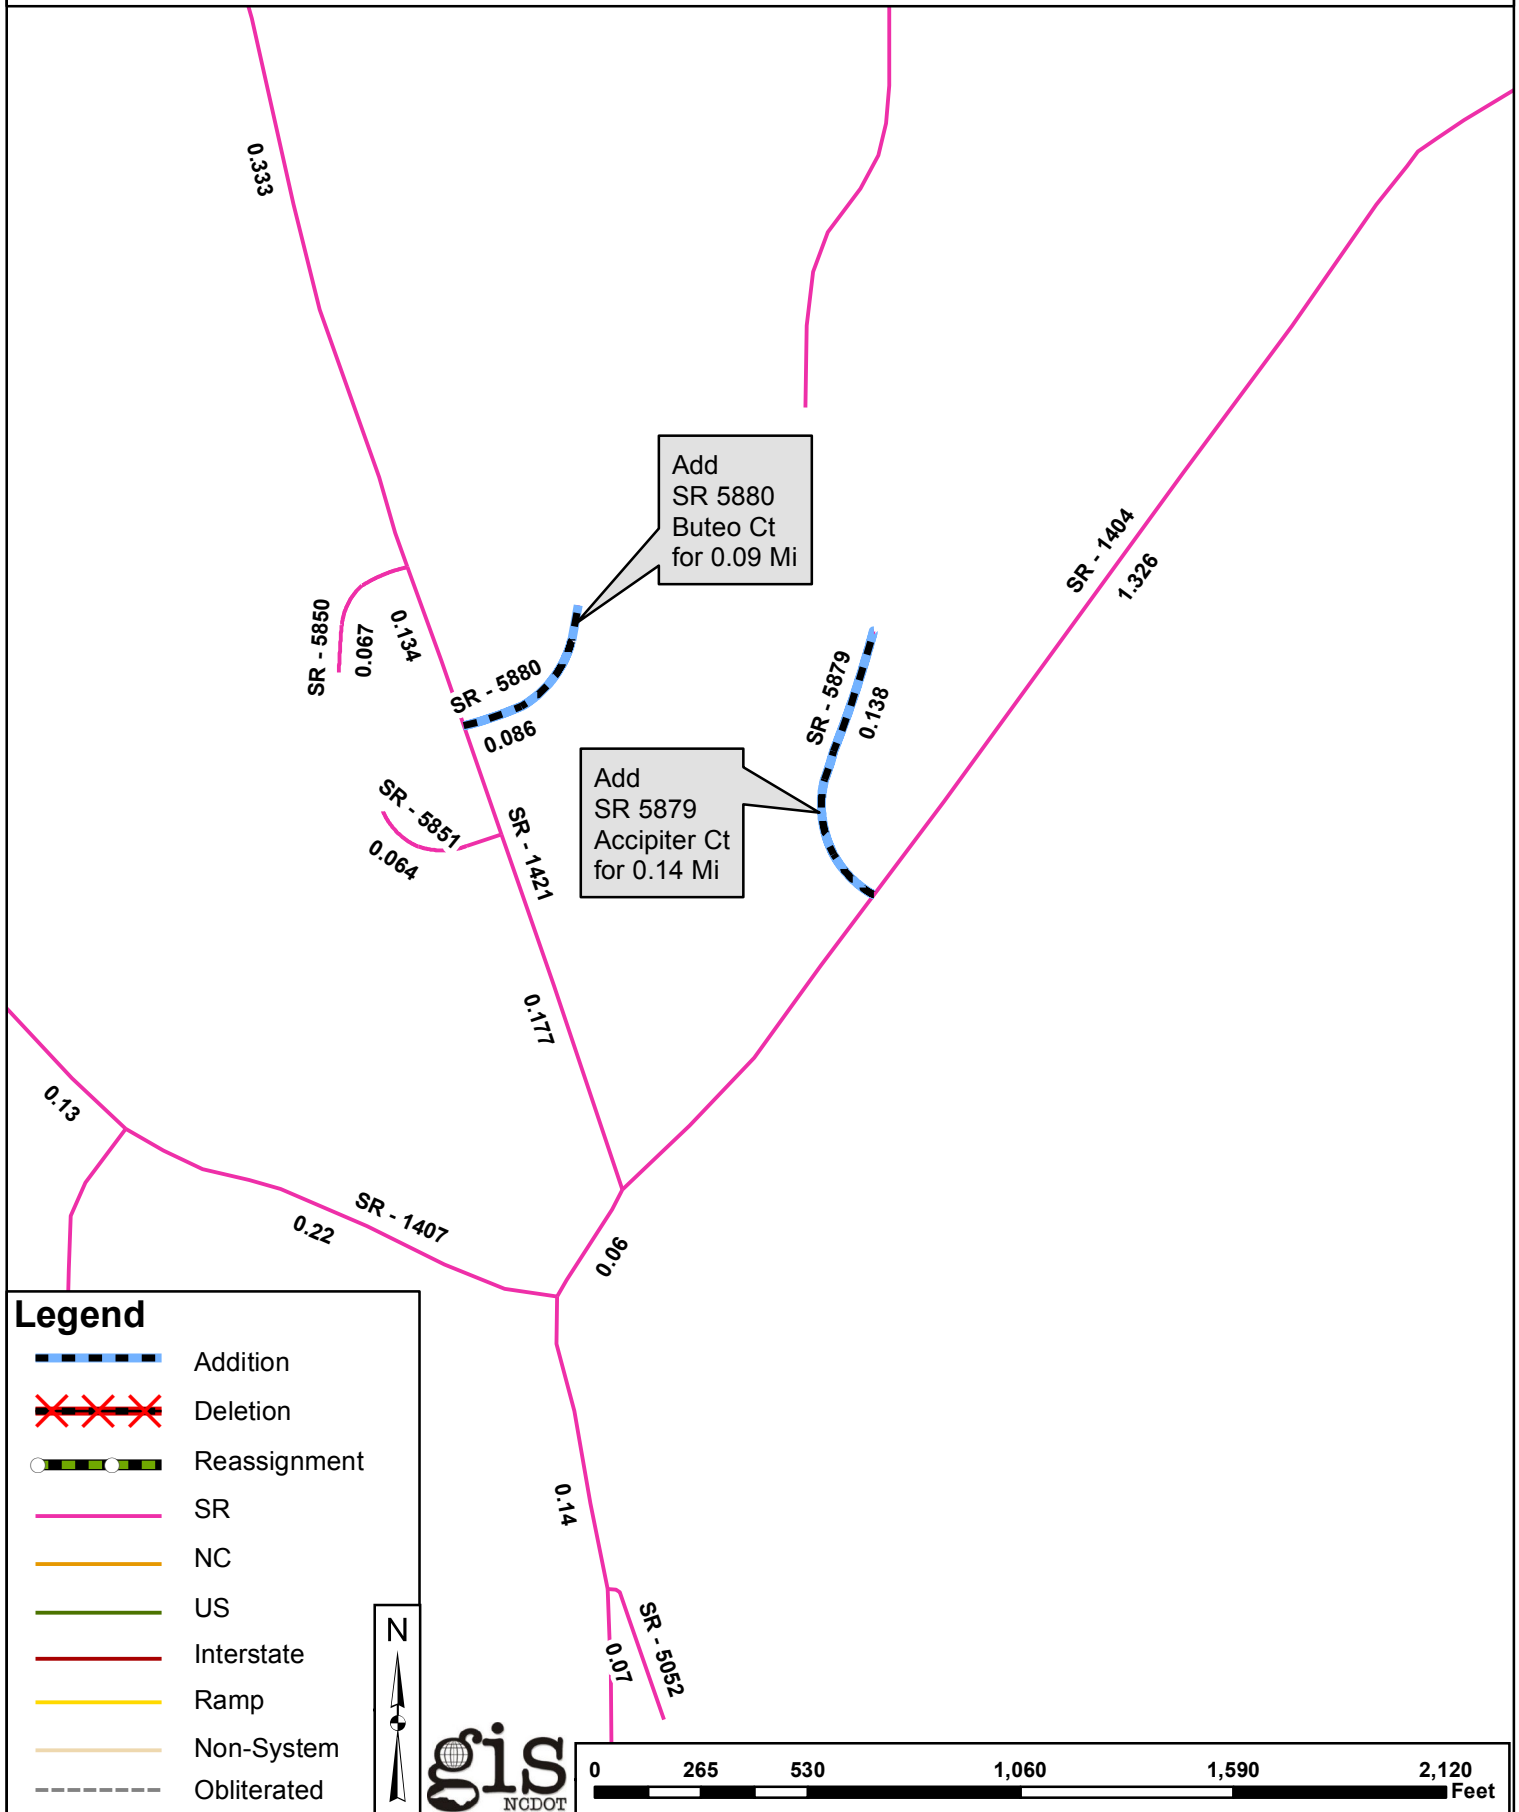 0.333
Add
SR 5880
Buteo Ct
for 0.09 Mi
SR - 1404
1.326
SR - 5850
0.067
0.134
SR - 5880
0.086
SR - 5879
0.138
Add
SR 5879
Accipiter Ct
for 0.14 Mi
SR - 5851
0.064
SR - 1421
0.177
0.13
SR - 1407
0.22
0.06
0.14
SR - 5052
0.07
Legend
Addition
Deletion
Reassignment
SR
NC
US
Interstate
Ramp
Non-System
Obliterated
N
gis
NCDOT
0 265 530 1,060 1,590 2,120
Feet